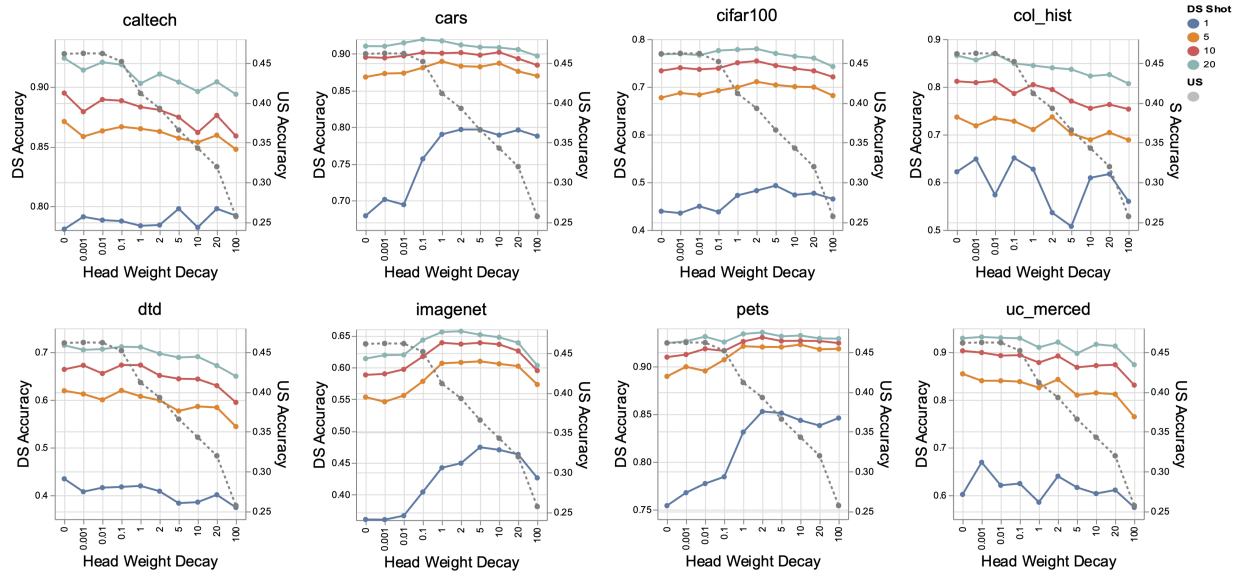 caltech
cars
cifar100
col_hist
DS Shot
1
5
10
20
US
DS Accuracy
0.90
0.85
0.80
0.45
0.40
0.35
0.30
0.25
US Accuracy
0 0.001 0.01 0.1 1 2 5 10 20 100
Head Weight Decay
DS Accuracy
0.90
0.85
0.80
0.75
0.70
0.45
0.40
0.35
0.30
0.25
US Accuracy
0 0.001 0.01 0.1 1 2 5 10 20 100
Head Weight Decay
DS Accuracy
0.8
0.7
0.6
0.5
0.4
0.45
0.40
0.35
0.30
0.25
US Accuracy
0 0.001 0.01 0.1 1 2 5 10 20 100
Head Weight Decay
DS Accuracy
0.9
0.8
0.7
0.6
0.5
0.45
0.40
0.35
0.30
0.25
S Accuracy
0 0.001 0.01 0.1 1 2 5 10 20 100
Head Weight Decay
dtd
imagenet
pets
uc_merced
DS Accuracy
0.7
0.6
0.5
0.4
0.45
0.40
0.35
0.30
0.25
US Accuracy
0 0.001 0.01 0.1 1 2 5 10 20 100
Head Weight Decay
DS Accuracy
0.65
0.60
0.55
0.50
0.45
0.40
0.45
0.40
0.35
0.30
0.25
US Accuracy
0 0.001 0.01 0.1 1 2 5 10 20 100
Head Weight Decay
DS Accuracy
0.90
0.85
0.80
0.75
0.45
0.40
0.35
0.30
0.25
US Accuracy
0 0.001 0.01 0.1 1 2 5 10 20 100
Head Weight Decay
DS Accuracy
0.9
0.8
0.7
0.6
0.45
0.40
0.35
0.30
0.25
US Accuracy
0 0.001 0.01 0.1 1 2 5 10 20 100
Head Weight Decay